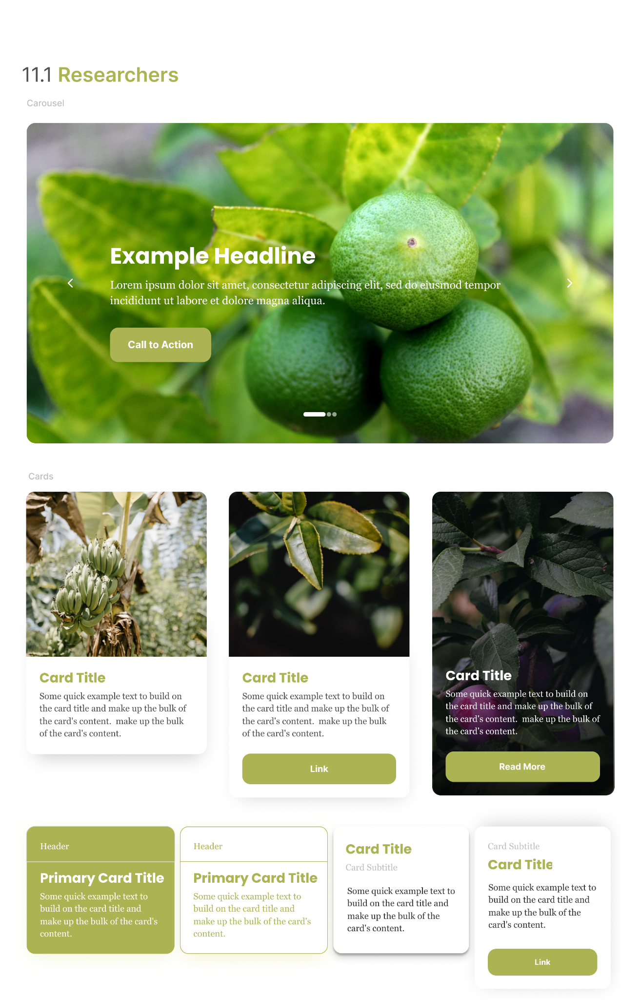 11.1 Researchers
Carousel
Example Headline
Lorem ipsum dolor sit amet, consectetur adipiscing elit, sed do eiusmod tempor
incididunt ut labore et dolore magna aliqua.
Call to Action
Cards
Card Title
Some quick example text to build on
the card title and make up the bulk of
the card's content.  make up the bulk
of the card's content.
Card Title
Some quick example text to build on
the card title and make up the bulk of
the card's content.  make up the bulk
of the card's content.
Link
Card Title
Some quick example text to build on
the card title and make up the bulk of
the card's content.  make up the bulk of
the card's content.
Read More
Header
Primary Card Title
Some quick example text to
build on the card title and
make up the bulk of the card's
content.
Header
Primary Card Title
Some quick example text to
build on the card title and
make up the bulk of the card's
content.
Card Title
Card Subtitle
Some quick example text to
build on the card title and
make up the bulk of the
card's content.
Card Subtitle
Card Title
Some quick example text to
build on the card title and
make up the bulk of the
card's content.
Link